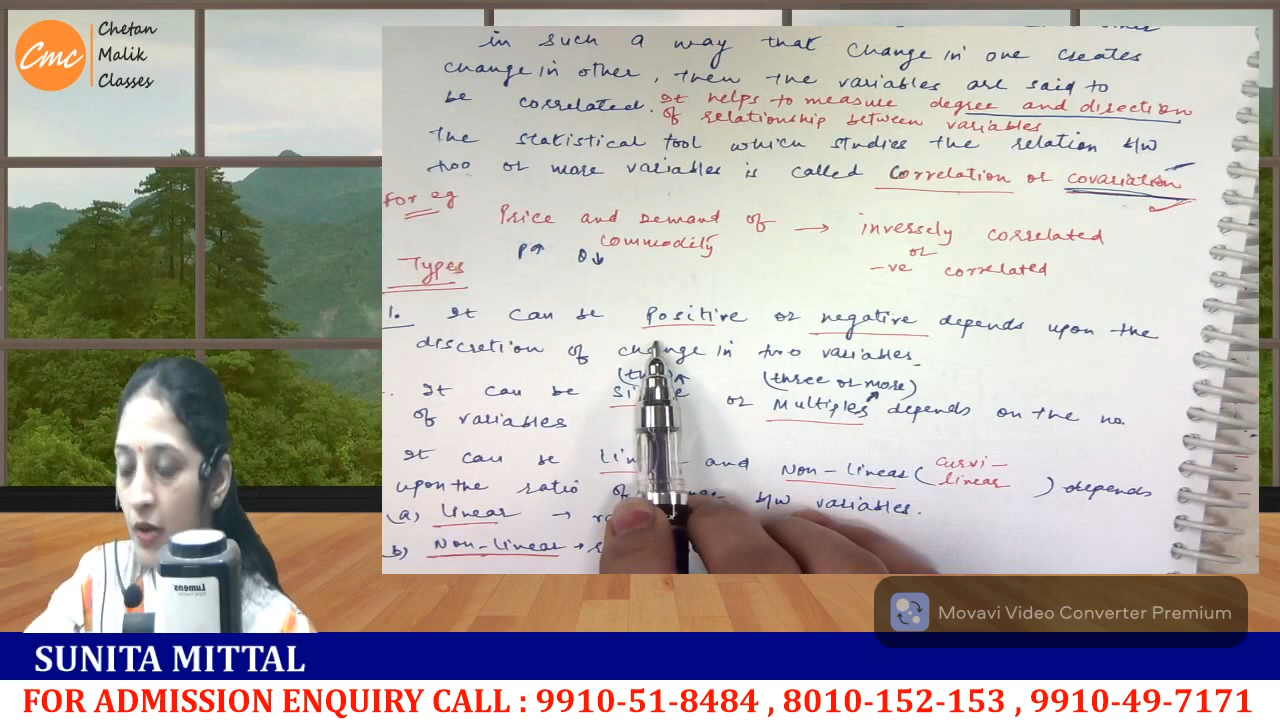 Cmc
Chetan
Malik
Classes
in such a way that change in one creates
change in other, then the variables are said to
be correlated. It helps to measure degree and direction
of relationship between variables
The statistical tool which studies the relation b/w
two or more variables is called correlation or covariation
For eg
Price and Demand of commodity → inversely correlated
or
P↑ D↓
-ve correlated
Types
1. It can be Positive or negative depends upon the
discretion of change in two variables.
(three or more)
It can be or Multiples depends on the no.
of variables
It can be and Non-linear (curvi-linear) depends
upon the ratio of b/w variables.
(a) linear →
b) Non-linear →
Lumens
Movavi Video Converter Premium
SUNITA MITTAL
FOR ADMISSION ENQUIRY CALL : 9910-51-8484 , 8010-152-153 , 9910-49-7171